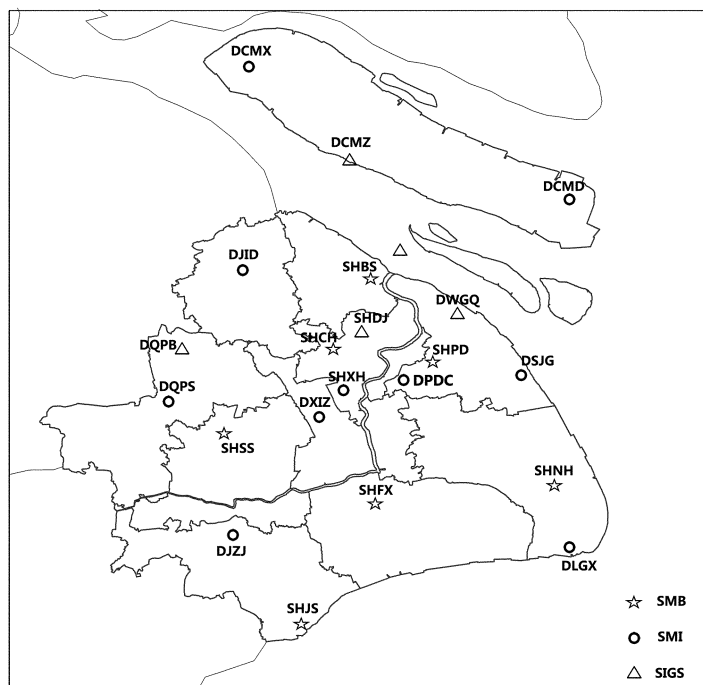 DCMX
DCMZ
DCMD
DJID
SHBS
DWGQ
SHDJ
SHCH
DQPB
SHPD
DSJG
DQPS
SHXH
DPDC
DXIZ
SHSS
SHNH
SHFX
DJZJ
DLGX
SHJS
SMB
SMI
SIGS